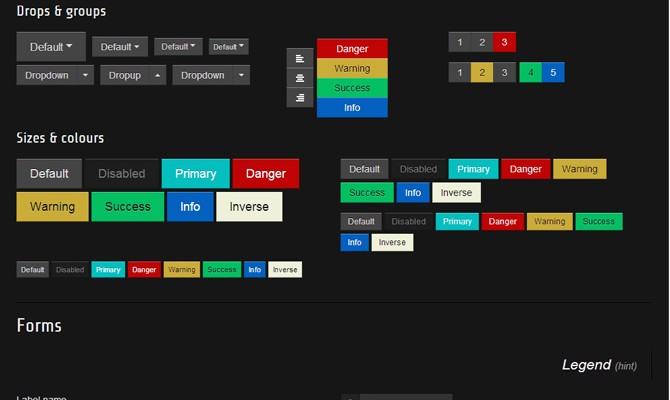 Drops & groups
Default Default Default Default
Dropdown Dropup Dropdown
Danger
Warning
Success
Info
1 2 3
1 2 3 4 5
Sizes & colours
Default Disabled Primary Danger
Warning Success Info Inverse
Default Disabled Primary Danger Warning
Success Info Inverse
Default Disabled Primary Danger Warning Success
Info Inverse
Default Disabled Primary Danger Warning Success Info Inverse
Forms
Legend (hint)
Label name